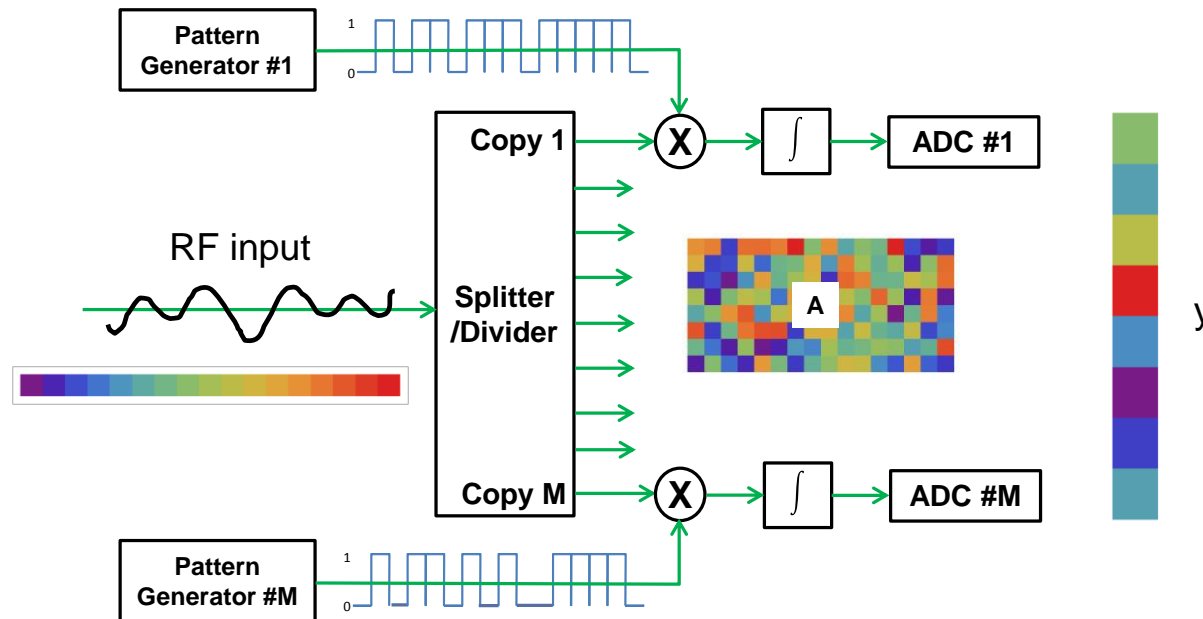 Pattern
Generator #1
1
0
Copy 1
X
∫
ADC #1
RF input
Splitter
/Divider
A
y
Copy M
X
∫
ADC #M
Pattern
Generator #M
1
0